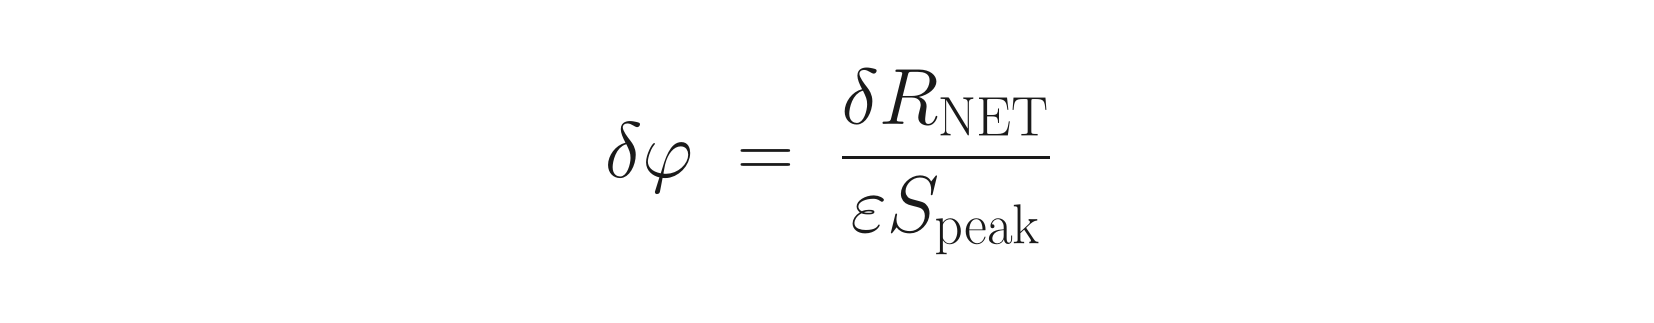 δφ = δR_NET / εS_peak